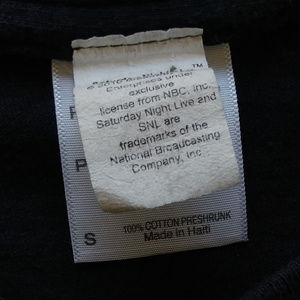 Enterprises under
exclusive
license from NBC, Inc.
Saturday Night Live and
SNL are
trademarks of the
National Broadcasting
Company, Inc
S
100% COTTON PRESHRUNK
Made in Haiti